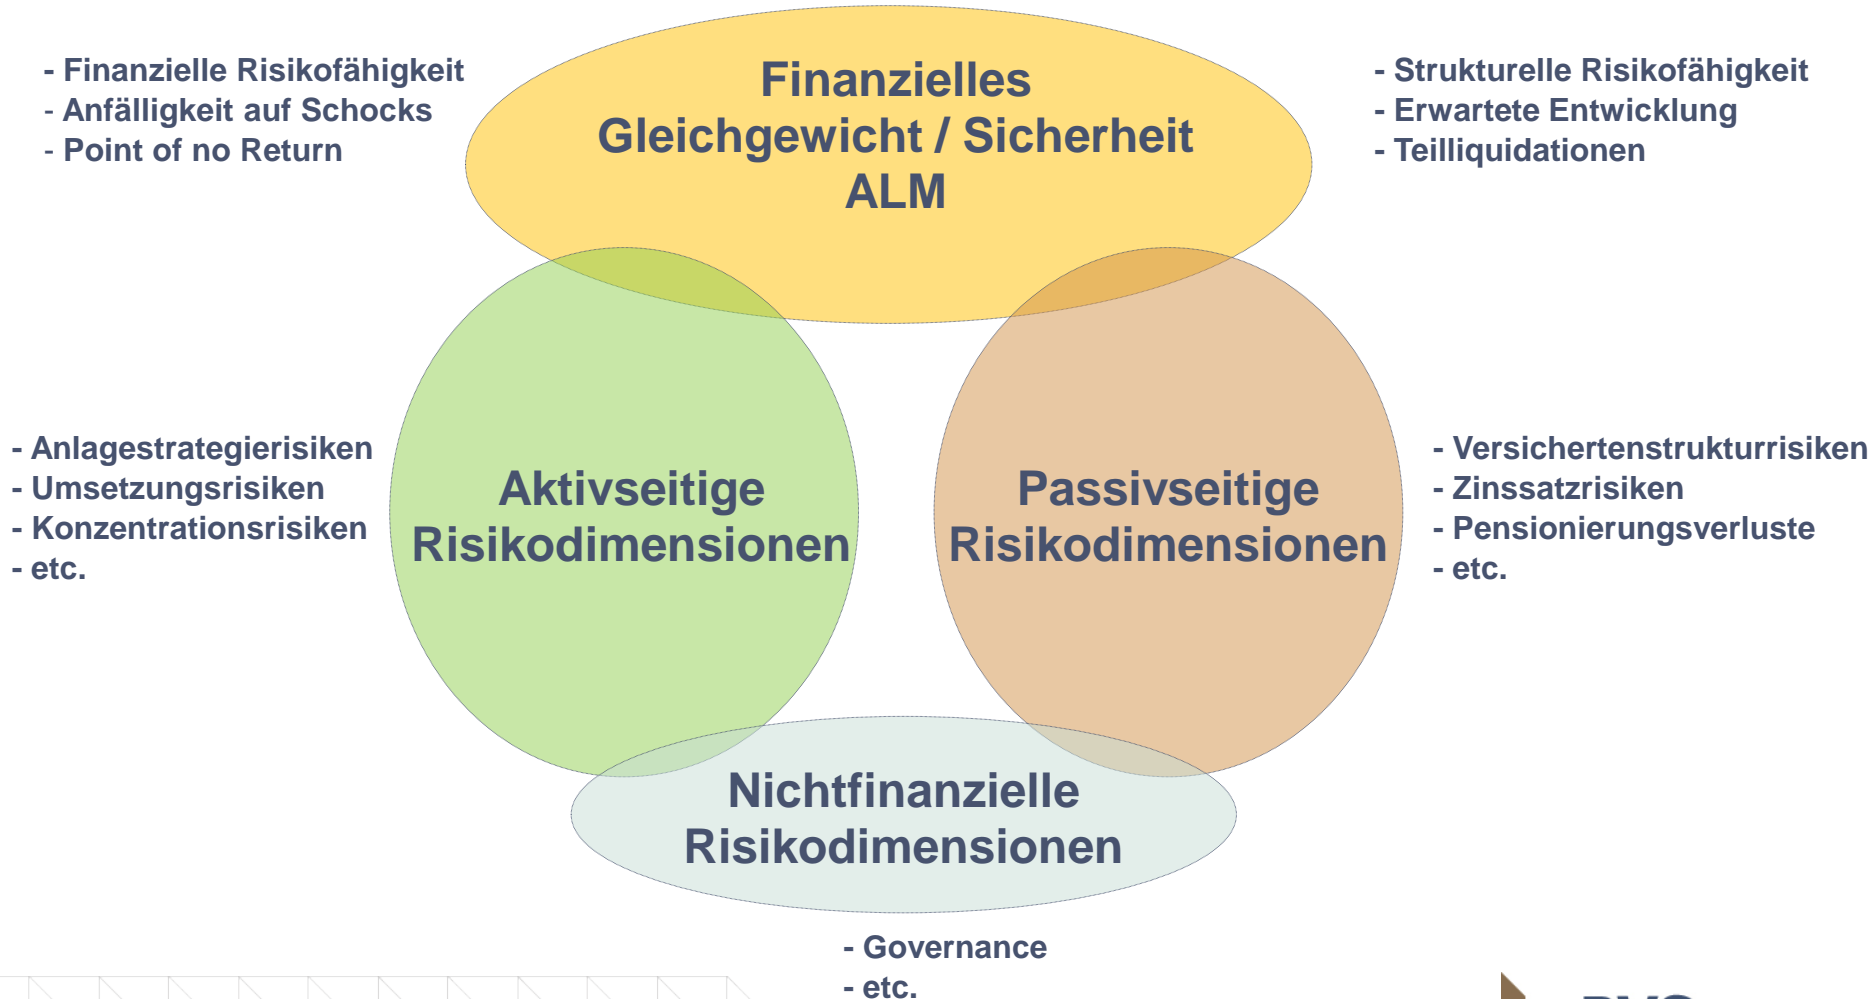 - Finanzielle Risikofähigkeit
- Anfälligkeit auf Schocks
- Point of no Return
Finanzielles
Gleichgewicht / Sicherheit
ALM
- Strukturelle Risikofähigkeit
- Erwartete Entwicklung
- Teilliquidationen
- Anlagestrategierisiken
- Umsetzungsrisiken
- Konzentrationsrisiken
- etc.
Aktivseitige
Risikodimensionen
Passivseitige
Risikodimensionen
- Versichertenstrukturrisiken
- Zinssatzrisiken
- Pensionierungsverluste
- etc.
Nichtfinanzielle
Risikodimensionen
- Governance
- etc.